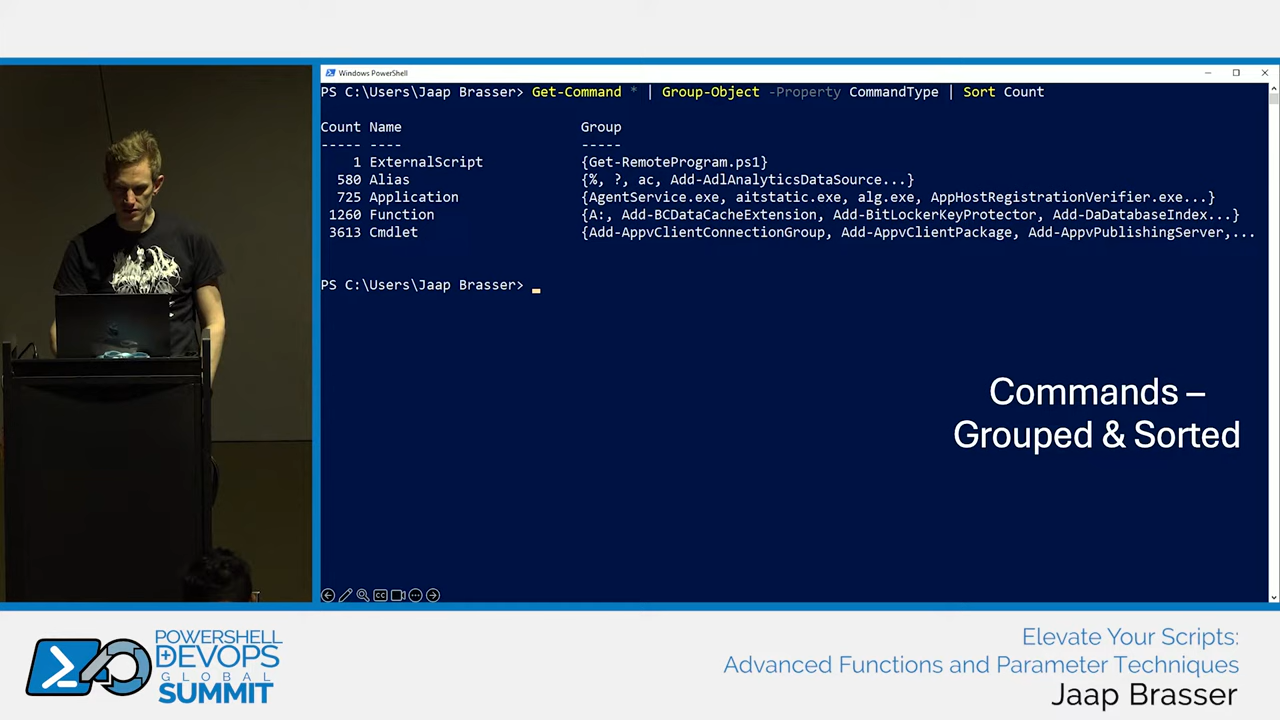 Windows PowerShell
PS C:\Users\Jaap Brasser> Get-Command * | Group-Object -Property CommandType | Sort Count
Count Name Group
----- ---- -----
1 ExternalScript {Get-RemoteProgram.ps1}
580 Alias {%, ?, ac, Add-AdlAnalyticsDataSource...}
725 Application {AgentService.exe, aitstatic.exe, alg.exe, AppHostRegistrationVerifier.exe...}
1260 Function {A:, Add-BCDataCacheExtension, Add-BitLockerKeyProtector, Add-DaDatabaseIndex...}
3613 Cmdlet {Add-AppvClientConnectionGroup, Add-AppvClientPackage, Add-AppvPublishingServer,...
PS C:\Users\Jaap Brasser>
Commands –
Grouped & Sorted
CC
POWERSHELL
DEVOPS
GLOBAL
SUMMIT
Elevate Your Scripts:
Advanced Functions and Parameter Techniques
Jaap Brasser